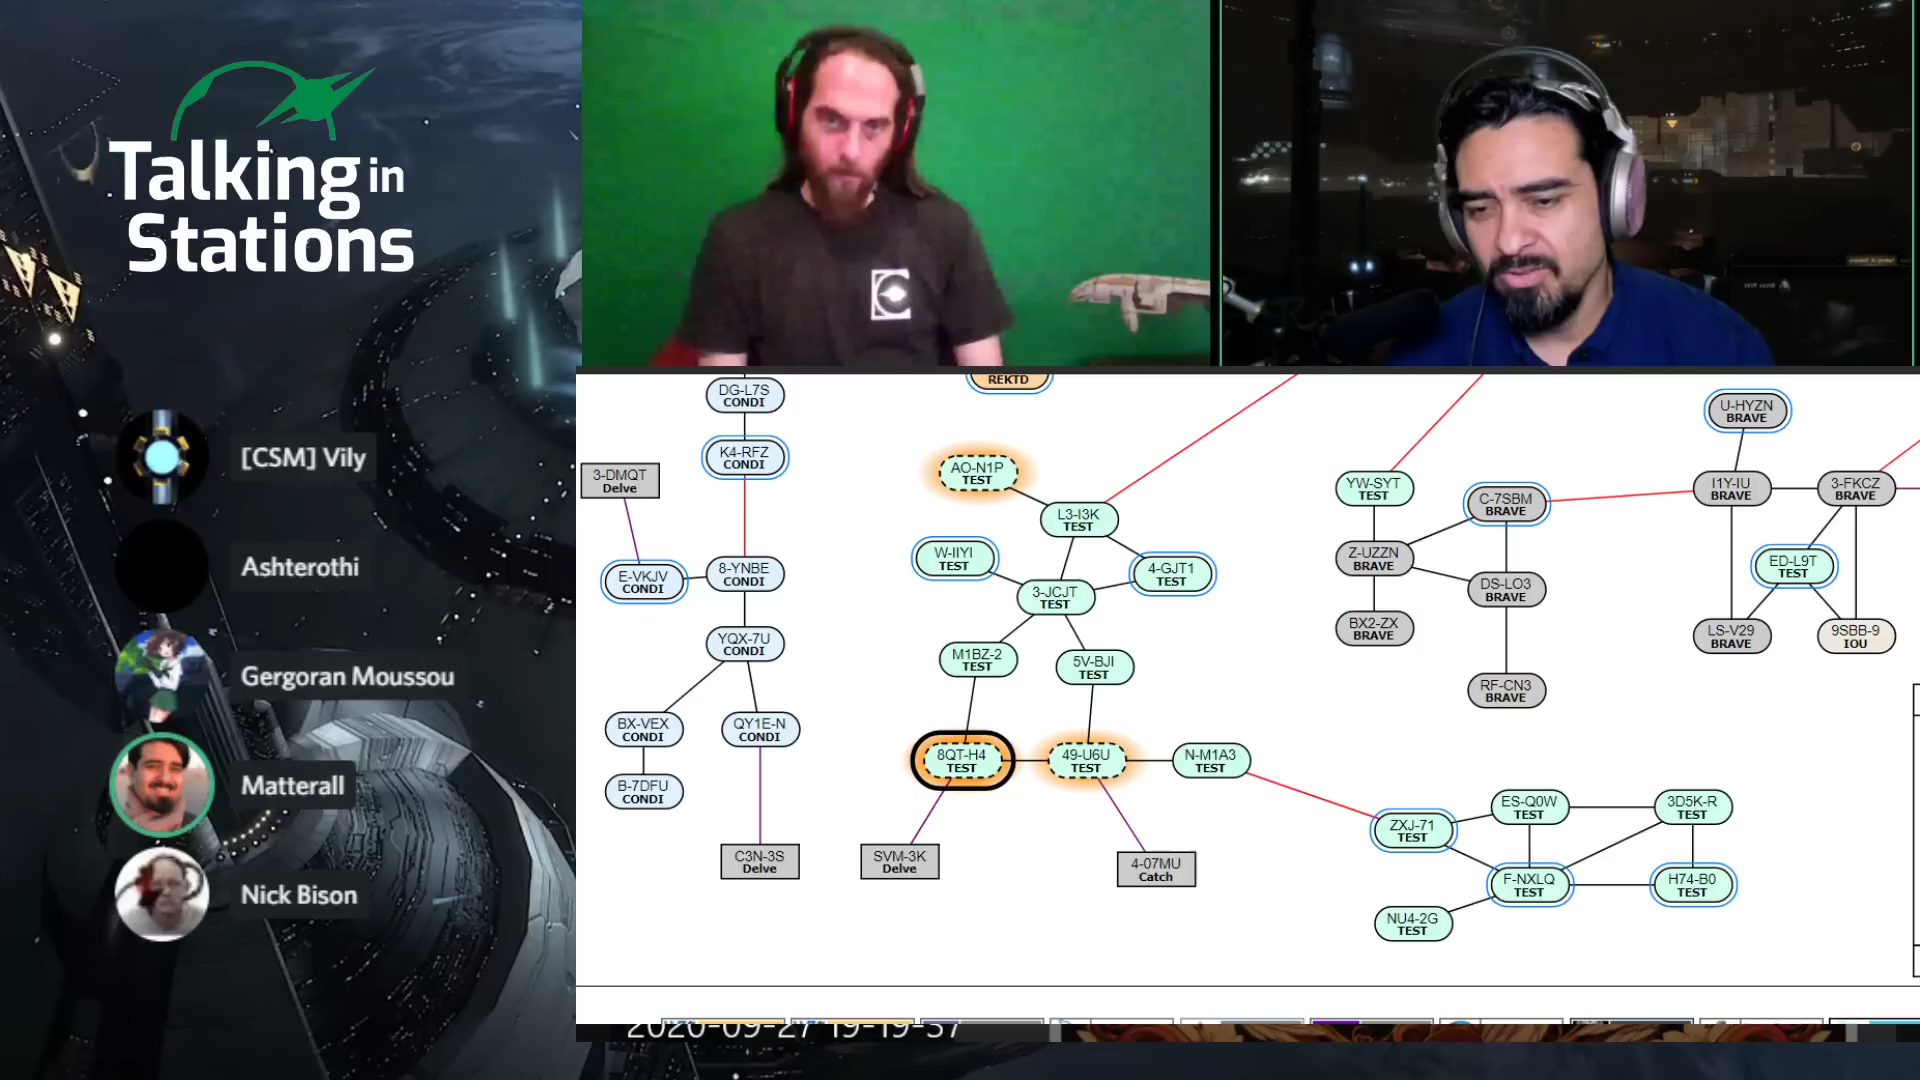 Talking in
Stations
[CSM] Vily
Ashterothi
Gergoran Moussou
Matterall
Nick Bison
REKTD
DG-L7S
CONDI
K4-RFZ
CONDI
3-DMQT
Delve
E-VKJV
CONDI
8-YNBE
CONDI
YQX-7U
CONDI
BX-VEX
CONDI
QY1E-N
CONDI
B-7DFU
CONDI
C3N-3S
Delve
AO-N1P
TEST
L3-I3K
TEST
W-IIYI
TEST
4-GJT1
TEST
3-JCJT
TEST
M1BZ-2
TEST
5V-BJI
TEST
8QT-H4
TEST
49-U6U
TEST
N-M1A3
TEST
SVM-3K
Delve
4-07MU
Catch
YW-SYT
TEST
C-7SBM
BRAVE
Z-UZZN
BRAVE
DS-LO3
BRAVE
BX2-ZX
BRAVE
RF-CN3
BRAVE
U-HYZN
BRAVE
I1Y-IU
BRAVE
3-FKCZ
BRAVE
ED-L9T
TEST
LS-V29
BRAVE
9SBB-9
IOU
ZXJ-71
TEST
ES-Q0W
TEST
3D5K-R
TEST
F-NXLQ
TEST
H74-B0
TEST
NU4-2G
TEST
2020-09-27 19-19-37